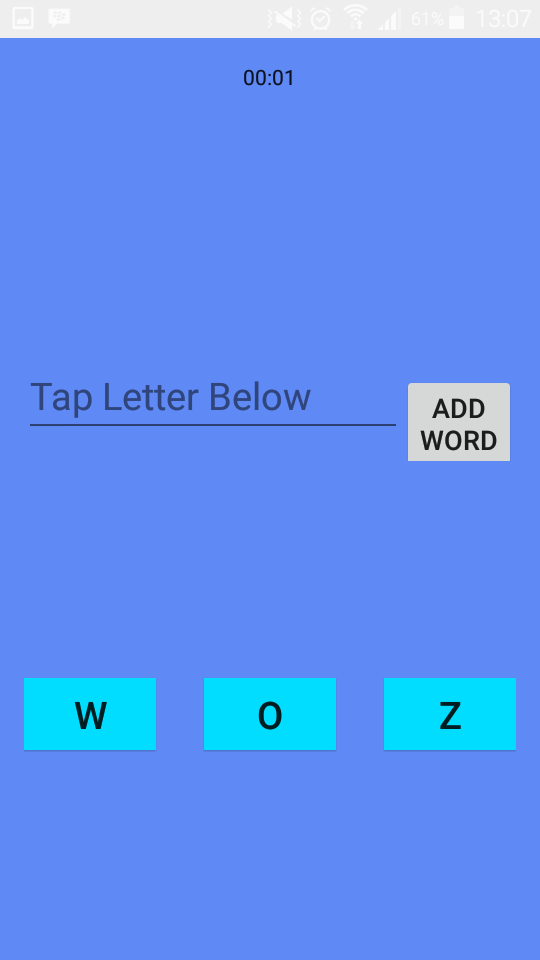 61% 13:07
00:01
Tap Letter Below
ADD
WORD
W O Z